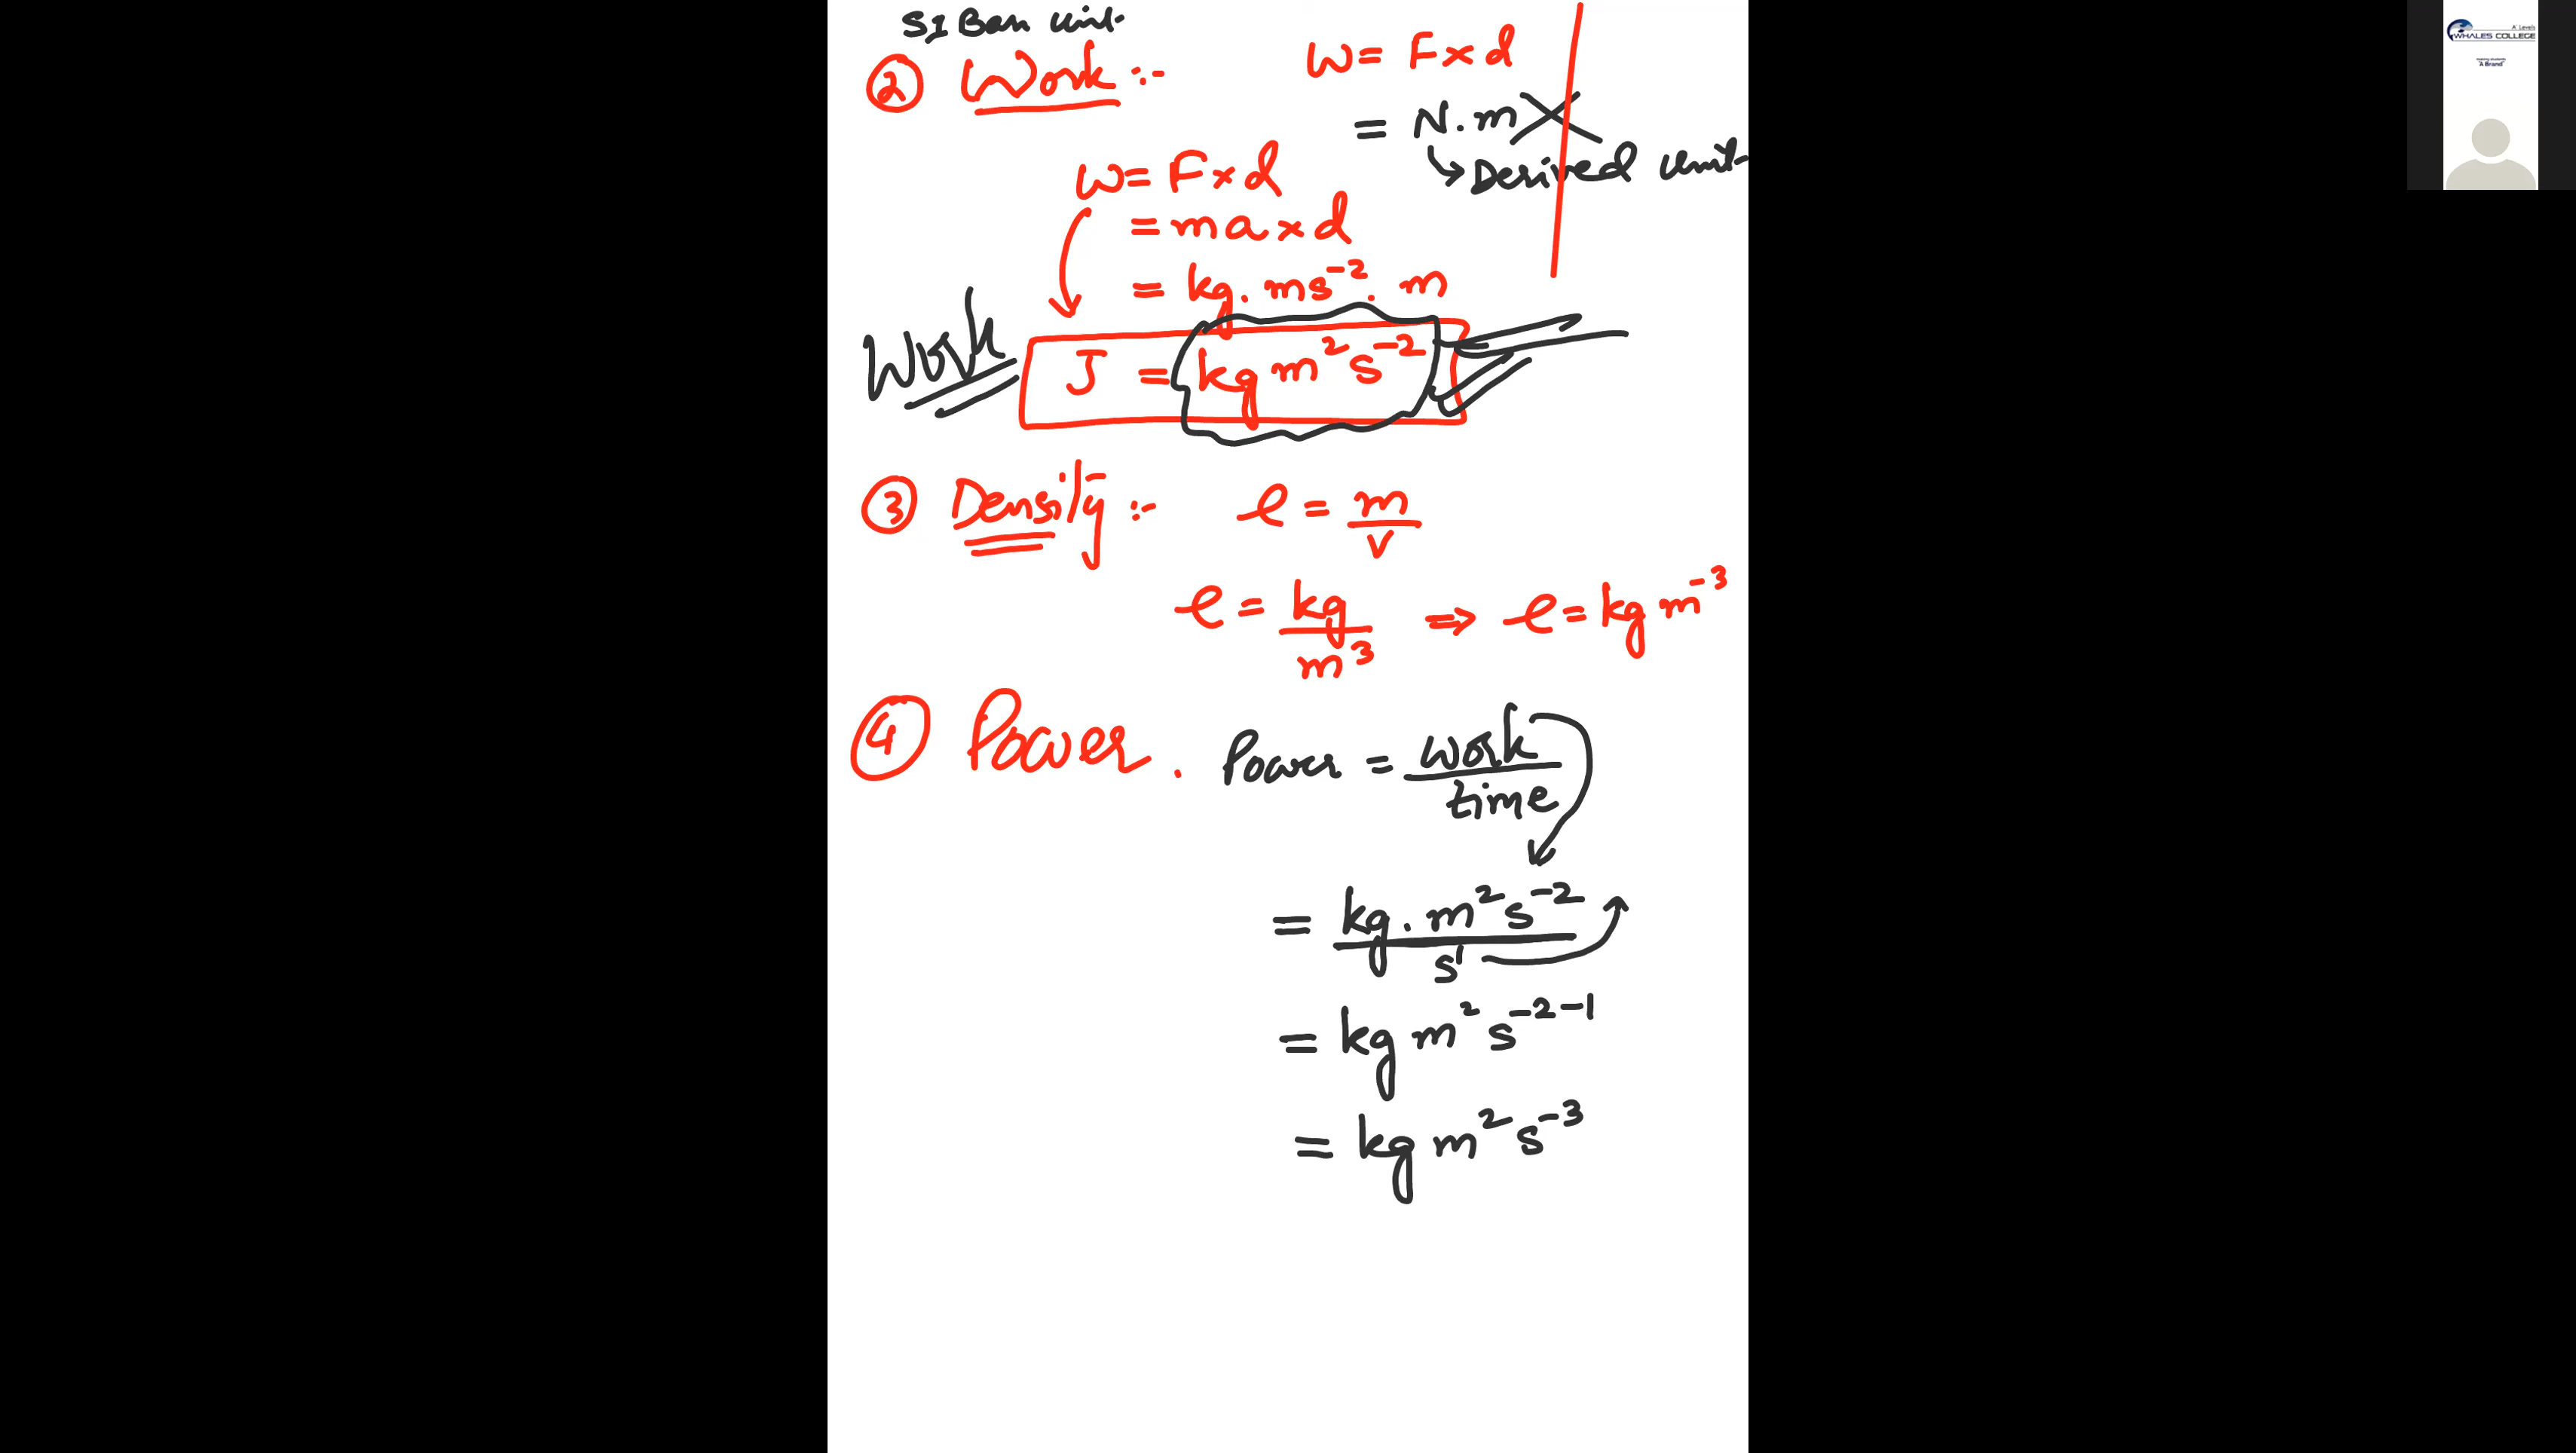 SI Base unit
② Work :-
W = F × d
= N.m
↳ Derived unit
W = F × d
= ma × d
= kg. ms⁻². m
Work
J = kg m² s⁻²
③ Density :- ρ = m/v
ρ = kg/m³ ⇒ ρ = kg m⁻³
④ Power. Power = work/time
= kg. m² s⁻² / s¹
= kg m² s⁻²⁻¹
= kg m² s⁻³
A' Levels
WHALES COLLEGE
"A Brand"